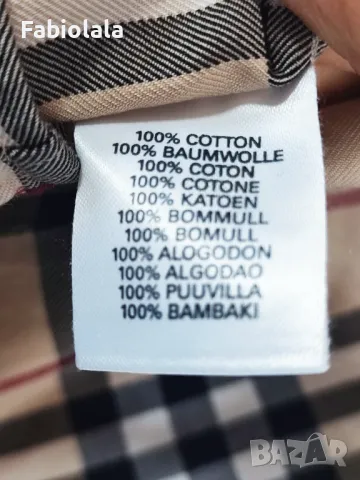 Fabiolala
100% COTTON
100% BAUMWOLLE
100% COTON
100% COTONE
100% KATOEN
100% BOMMULL
100% BOMULL
100% ALOGODON
100% ALGODAO
100% PUUVILLA
100% BAMBAKI
BAZAR